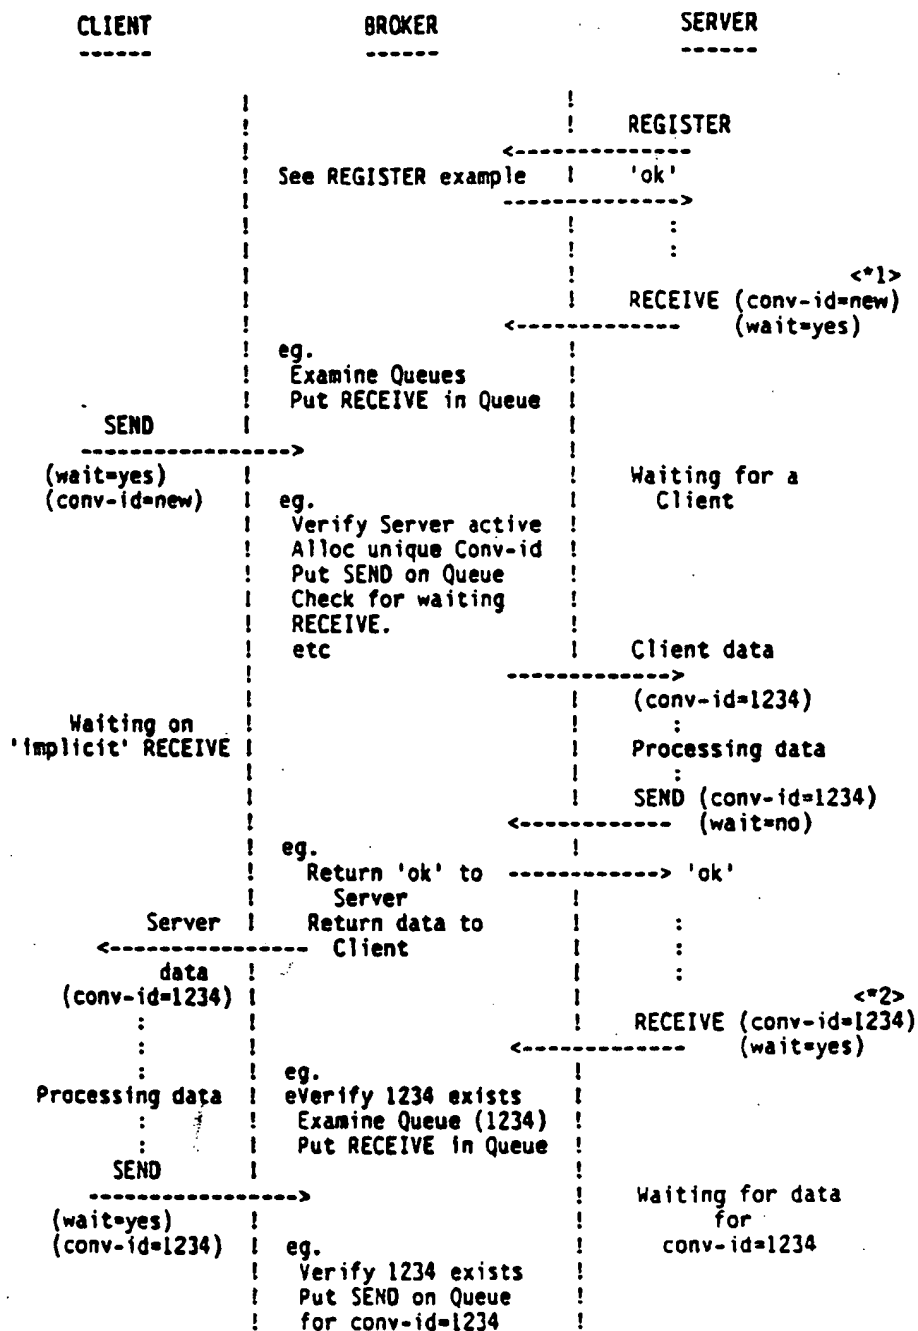 CLIENT BROKER SERVER
------ ------ ------
! !
! ! REGISTER
! <--------------
! See REGISTER example ! 'ok'
! -------------->
! ! :
! ! :
! ! <*1>
! ! RECEIVE (conv-id=new)
! <------------- (wait=yes)
! eg. !
! Examine Queues !
! Put RECEIVE in Queue !
SEND ! !
----------------> !
(wait=yes) ! ! Waiting for a
(conv-id=new) ! eg. ! Client
! Verify Server active !
! Alloc unique Conv-id !
! Put SEND on Queue !
! Check for waiting !
! RECEIVE. !
! etc ! Client data
! ------------->
! ! (conv-id=1234)
Waiting on ! ! :
'implicit' RECEIVE ! ! Processing data
! ! :
! ! SEND (conv-id=1234)
! <------------ (wait=no)
! eg. !
! Return 'ok' to ------------> 'ok'
! Server !
Server ! Return data to ! :
<---------------- Client ! :
data ! ! :
(conv-id=1234) ! ! <*2>
: ! ! RECEIVE (conv-id=1234)
: ! <------------- (wait=yes)
: ! eg. !
Processing data ! eVerify 1234 exists !
: ! Examine Queue (1234) !
: ! Put RECEIVE in Queue !
SEND ! !
----------------> ! Waiting for data
(wait=yes) ! ! for
(conv-id=1234) ! eg. ! conv-id=1234
! Verify 1234 exists !
! Put SEND on Queue !
! for conv-id=1234 !